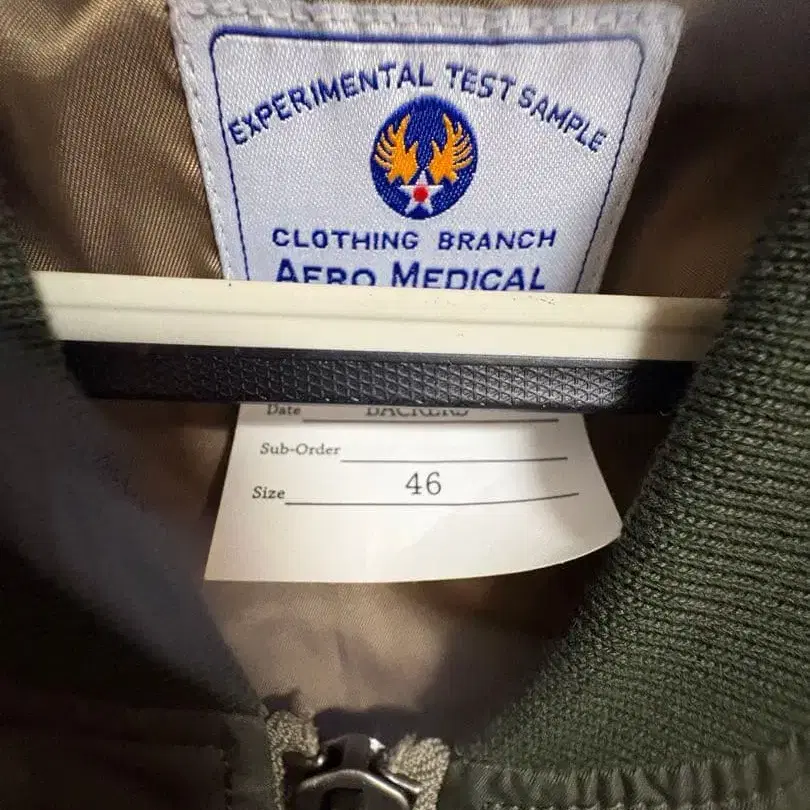 EXPERIMENTAL TEST SAMPLE
CLOTHING BRANCH
AERO MEDICAL
Date
Sub-Order
Size 46